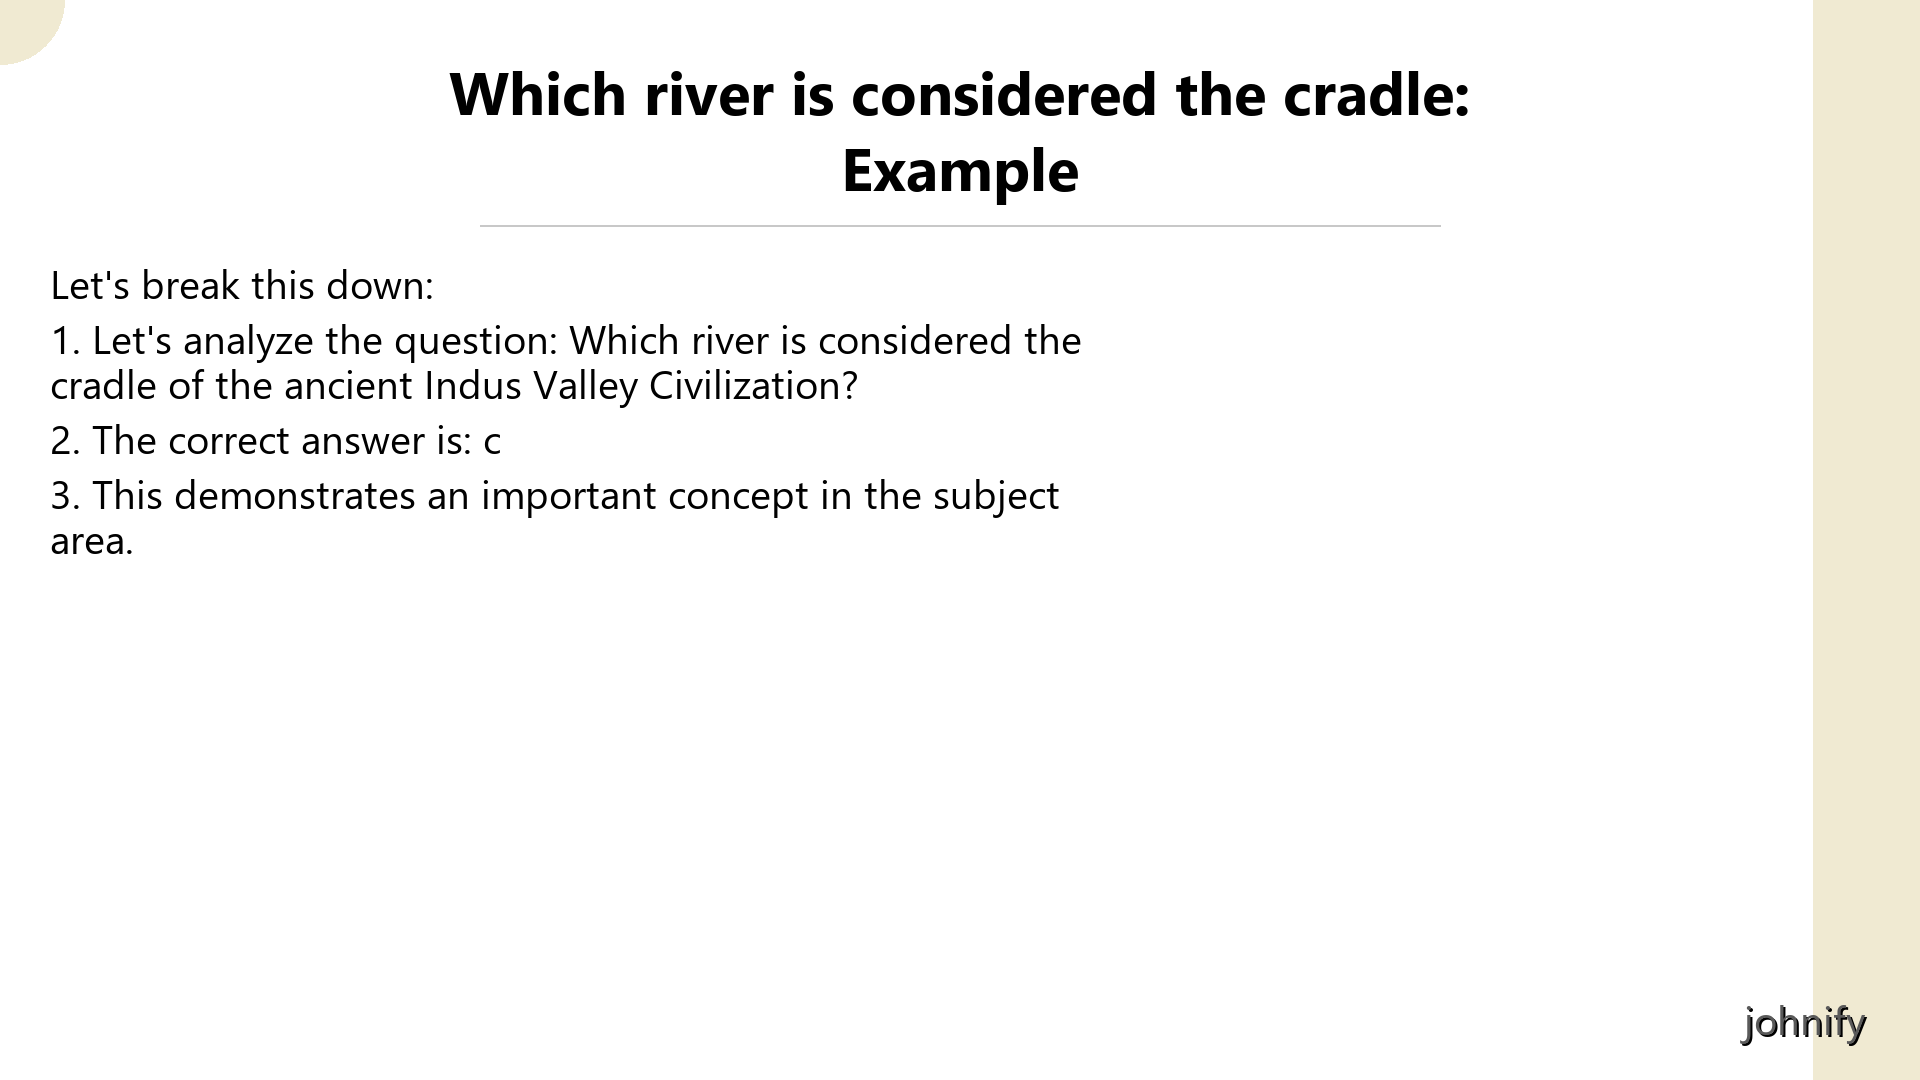 Which river is considered the cradle:
Example
Let's break this down:
1. Let's analyze the question: Which river is considered the
cradle of the ancient Indus Valley Civilization?
2. The correct answer is: c
3. This demonstrates an important concept in the subject
area.
johnify